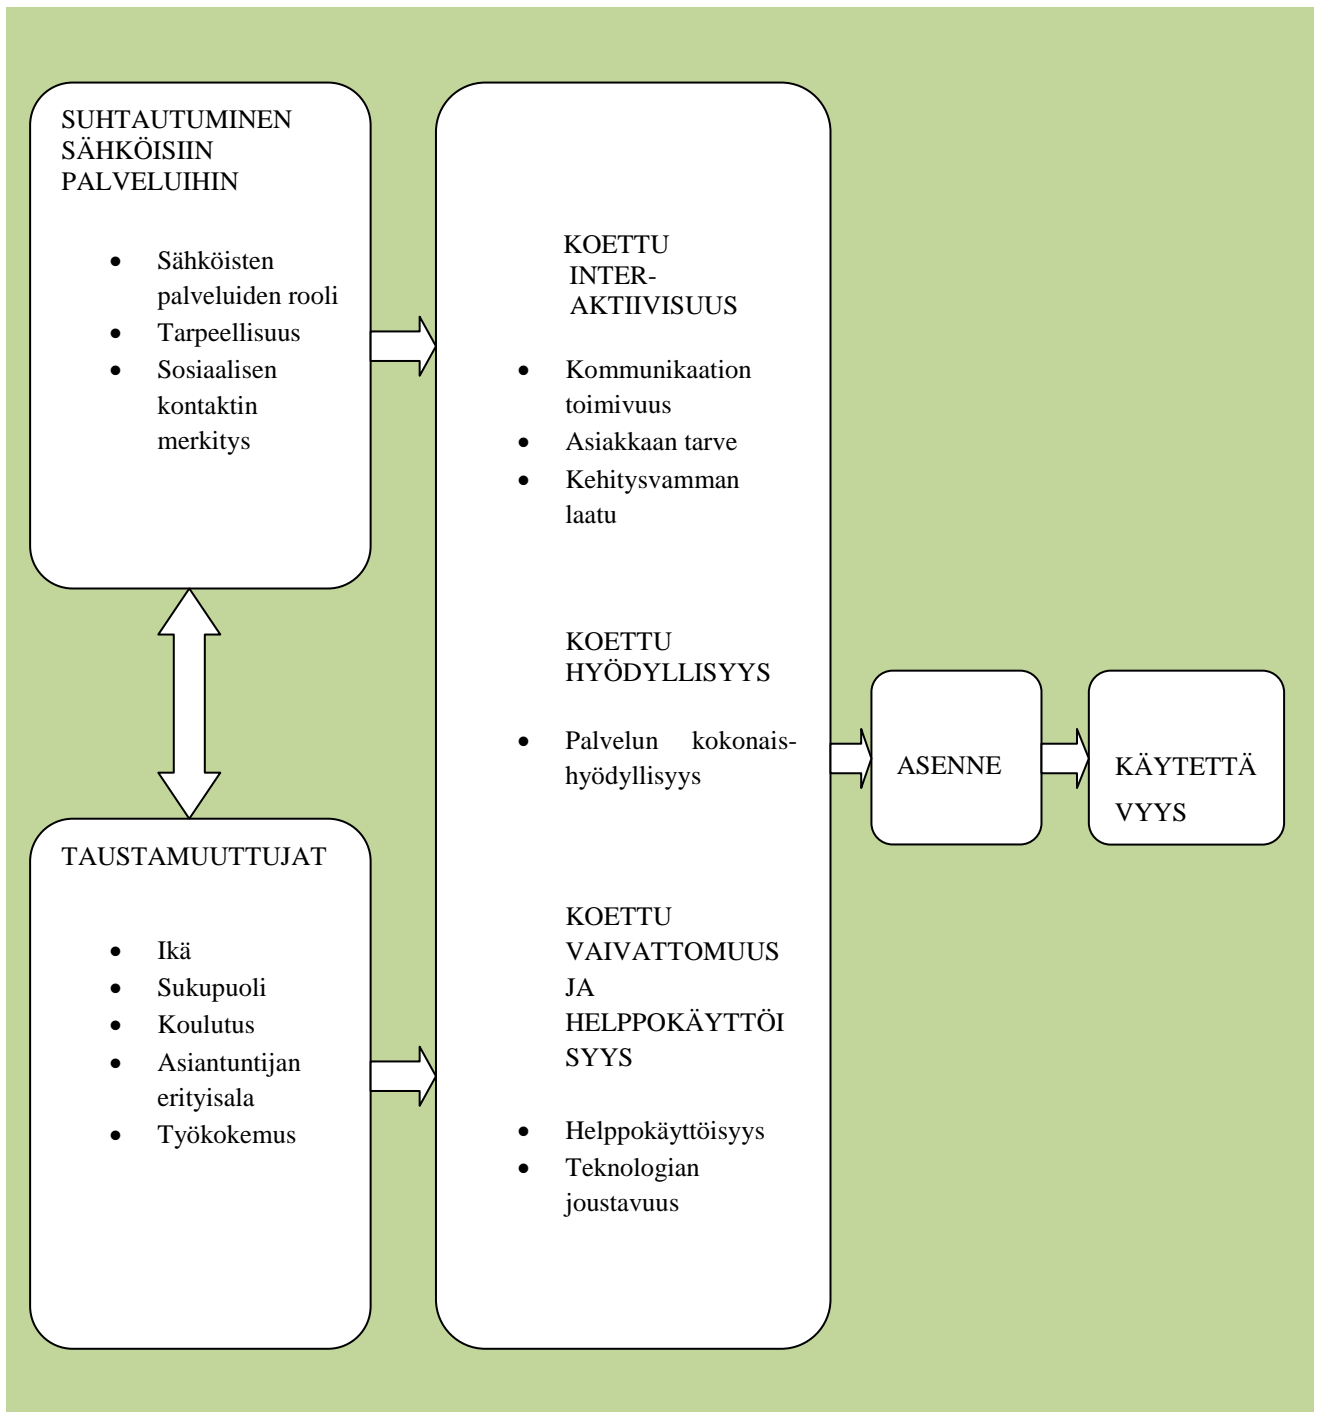 SUHTAUTUMINEN
SÄHKÖISIIN
PALVELUIHIN
• Sähköisten
palveluiden rooli
• Tarpeellisuus
• Sosiaalisen
kontaktin
merkitys
TAUSTAMUUTTUJAT
• Ikä
• Sukupuoli
• Koulutus
• Asiantuntijan
erityisala
• Työkokemus
KOETTU
INTER-
AKTIIVISUUS
• Kommunikaation
toimivuus
• Asiakkaan tarve
• Kehitysvamman
laatu
KOETTU
HYÖDYLLISYYS
• Palvelun kokonais-
hyödyllisyys
KOETTU
VAIVATTOMUUS
JA
HELPPOKÄYTTÖI
SYYS
• Helppokäyttöisyys
• Teknologian
joustavuus
ASENNE
KÄYTETTÄ
VYYS